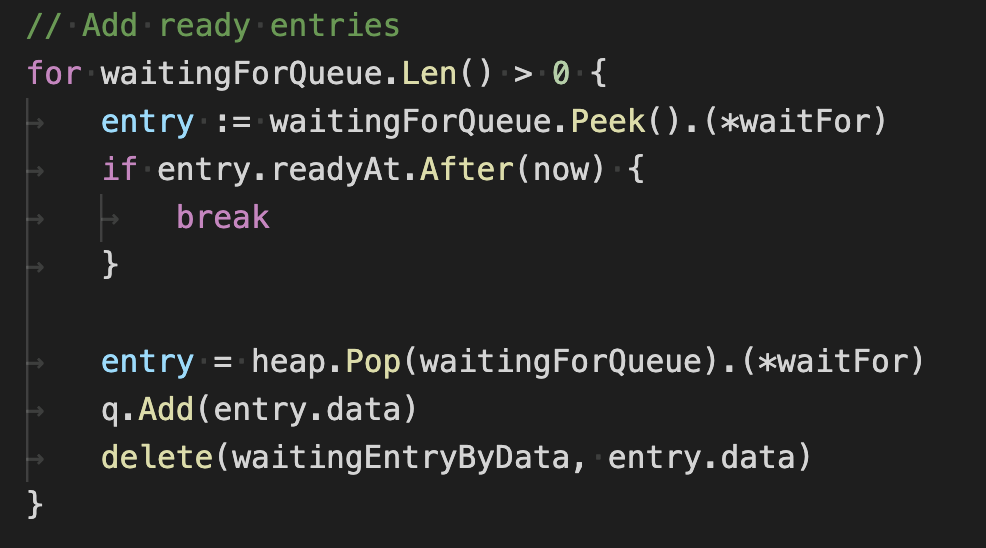 // Add ready entries
for waitingForQueue.Len() > 0 {
    entry := waitingForQueue.Peek().(*waitFor)
    if entry.readyAt.After(now) {
        break
    }

    entry = heap.Pop(waitingForQueue).(*waitFor)
    q.Add(entry.data)
    delete(waitingEntryByData, entry.data)
}